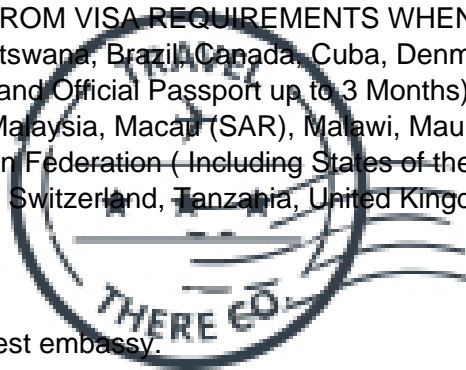 ROM VISA REQUIREMENTS WHEN
tswana, Brazil, Canada, Cuba, Denm
and Official Passport up to 3 Months)
Malaysia, Macau (SAR), Malawi, Mau
n Federation ( Including States of the
Switzerland, Tanzania, United Kingd
est embassy.
TRAVEL
THERE CO.